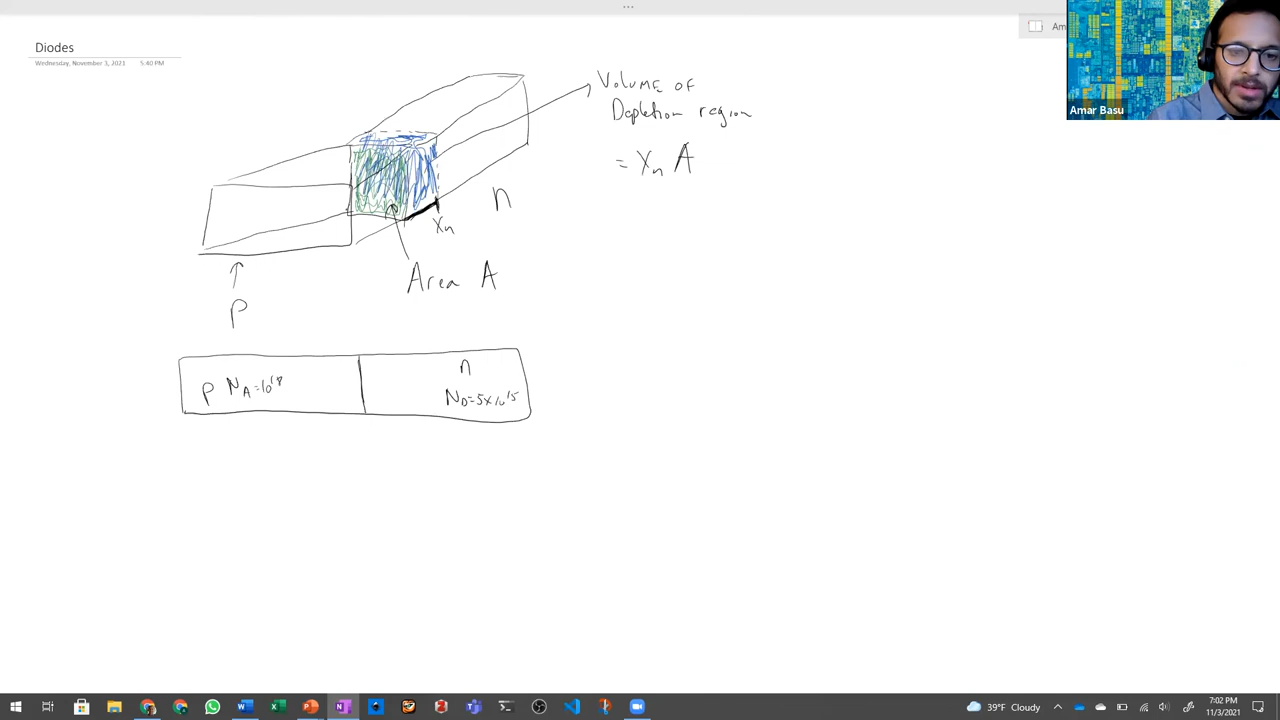 Am
Diodes
Wednesday, November 3, 2021 5:40 PM
Amar Basu
Volume of
Depletion region
= Xn A
n
Xn
Area A
P
n
P NA=10^18
ND=5x10^15
39°F Cloudy
7:02 PM
11/3/2021